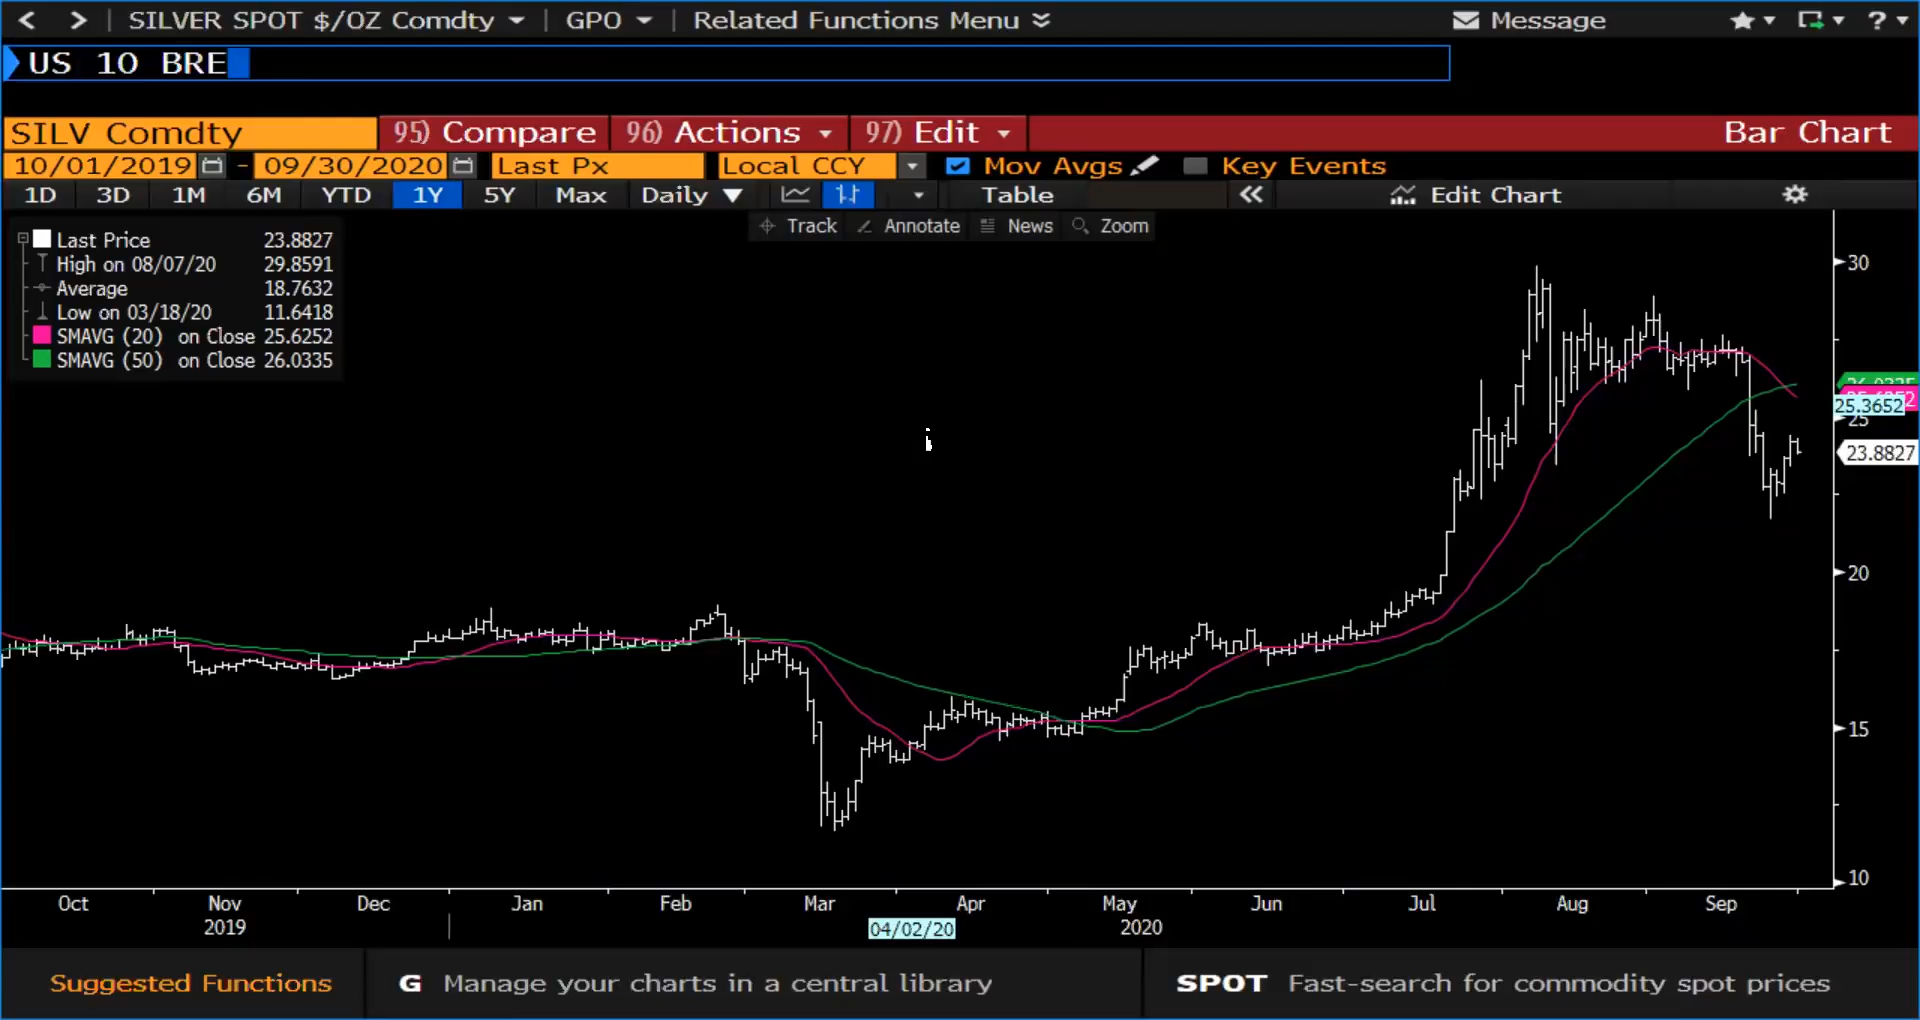 SILVER SPOT $/OZ Comdty GPO Related Functions Menu Message ?
US 10 BRE
SILV Comdty 95) Compare 96) Actions 97) Edit Bar Chart
10/01/2019 - 09/30/2020 Last Px Local CCY Mov Avgs Key Events
1D 3D 1M 6M YTD 1Y 5Y Max Daily Table Edit Chart
Track Annotate News Zoom
Last Price 23.8827
High on 08/07/20 29.8591
Average 18.7632
Low on 03/18/20 11.6418
SMAVG (20) on Close 25.6252
SMAVG (50) on Close 26.0335
30
26.0335
25.3652
25
23.8827
20
15
10
Oct Nov Dec Jan Feb Mar Apr May Jun Jul Aug Sep
2019 04/02/20 2020
Suggested Functions G Manage your charts in a central library SPOT Fast-search for commodity spot prices